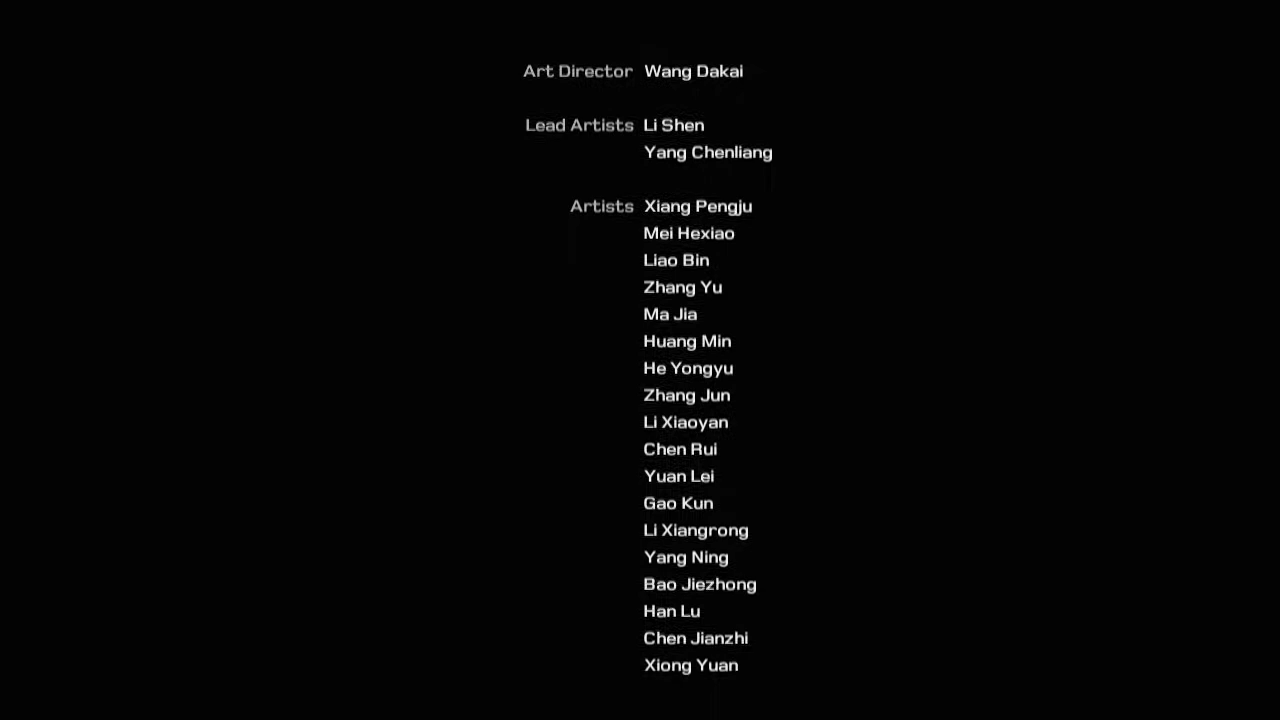 Art Director Wang Dakai
Lead Artists Li Shen
Yang Chenliang
Artists Xiang Pengju
Mei Hexiao
Liao Bin
Zhang Yu
Ma Jia
Huang Min
He Yongyu
Zhang Jun
Li Xiaoyan
Chen Rui
Yuan Lei
Gao Kun
Li Xiangrong
Yang Ning
Bao Jiezhong
Han Lu
Chen Jianzhi
Xiong Yuan